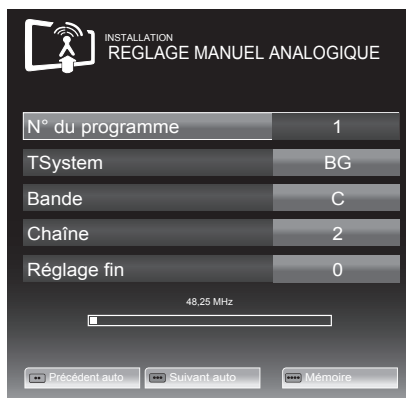 INSTALLATION
REGLAGE MANUEL ANALOGIQUE
N° du programme 1
TSystem BG
Bande C
Chaîne 2
Réglage fin 0
48,25 MHz
Précédent auto Suivant auto Mémoire